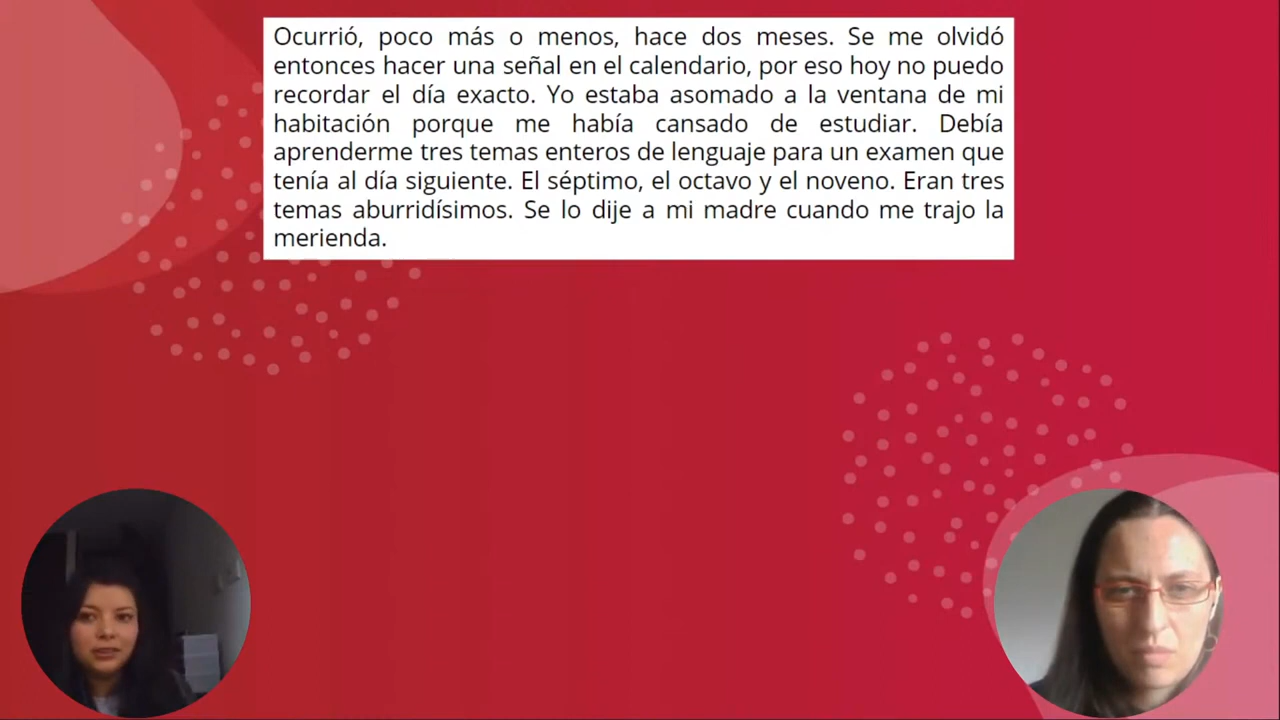 Ocurrió, poco más o menos, hace dos meses. Se me olvidó
entonces hacer una señal en el calendario, por eso hoy no puedo
recordar el día exacto. Yo estaba asomado a la ventana de mi
habitación porque me había cansado de estudiar. Debía
aprenderme tres temas enteros de lenguaje para un examen que
tenía al día siguiente. El séptimo, el octavo y el noveno. Eran tres
temas aburridísimos. Se lo dije a mi madre cuando me trajo la
merienda.